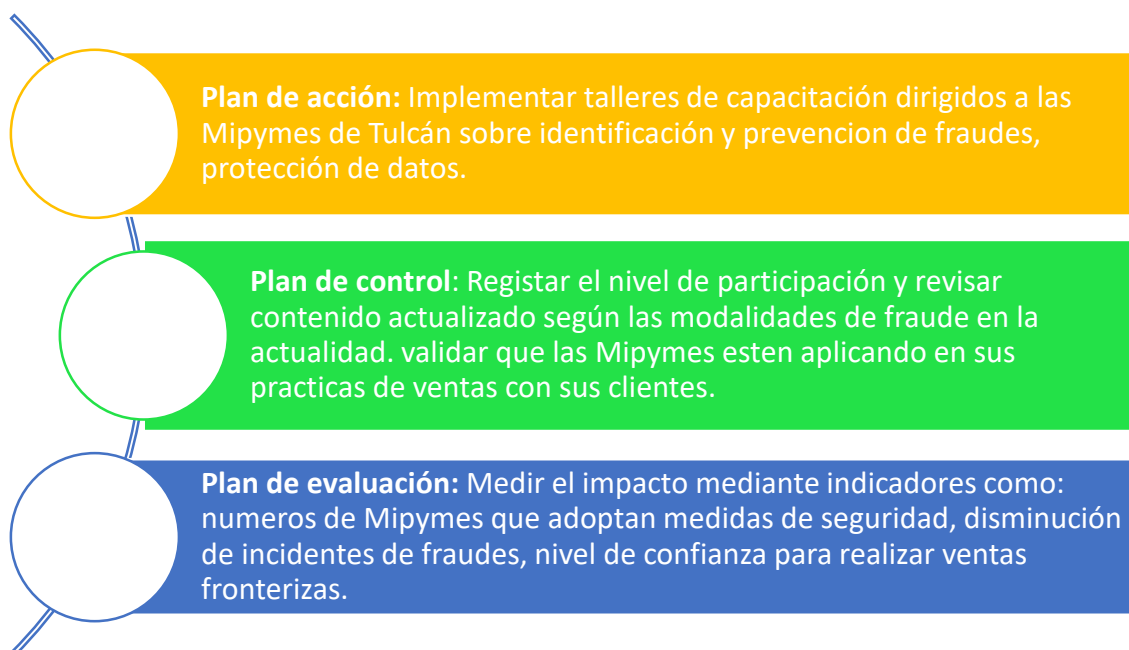 Plan de acción: Implementar talleres de capacitación dirigidos a las
Mipymes de Tulcán sobre identificación y prevencion de fraudes,
protección de datos.
Plan de control: Registar el nivel de participación y revisar
contenido actualizado según las modalidades de fraude en la
actualidad. validar que las Mipymes esten aplicando en sus
practicas de ventas con sus clientes.
Plan de evaluación: Medir el impacto mediante indicadores como:
numeros de Mipymes que adoptan medidas de seguridad, disminución
de incidentes de fraudes, nivel de confianza para realizar ventas
fronterizas.